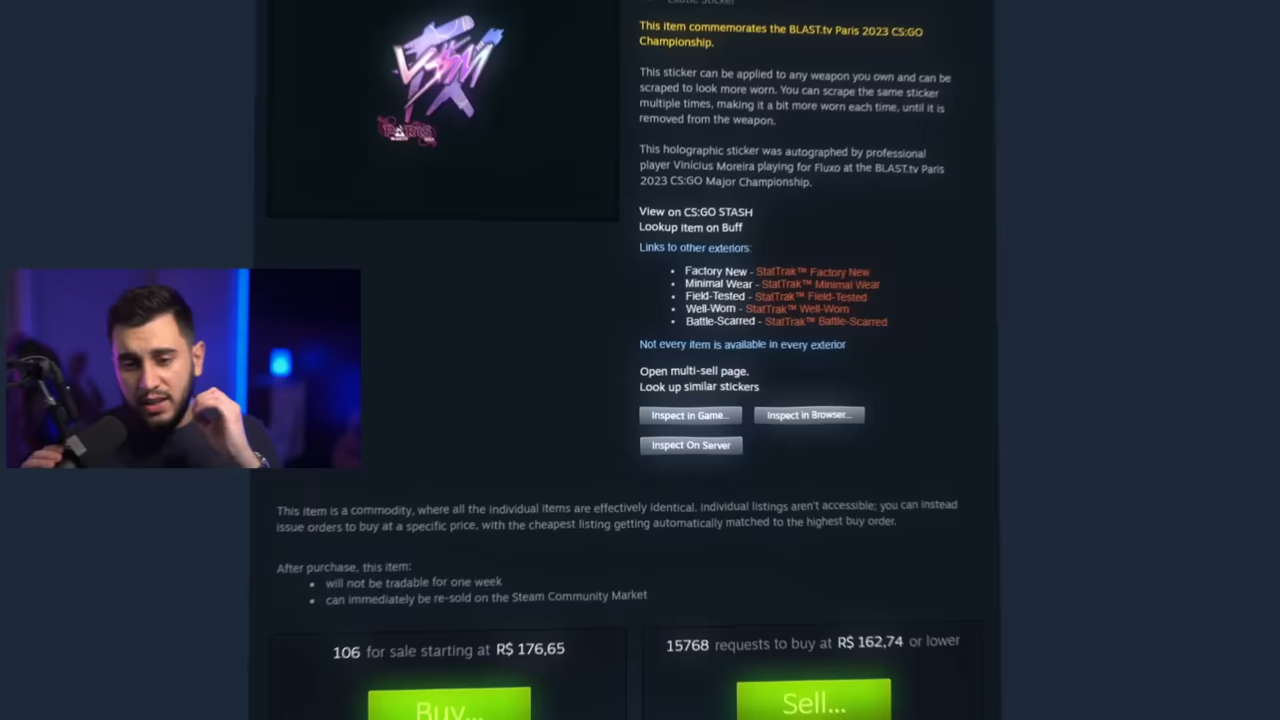 Exotic Sticker
This item commemorates the BLAST.tv Paris 2023 CS:GO
Championship.
This sticker can be applied to any weapon you own and can be
scraped to look more worn. You can scrape the same sticker
multiple times, making it a bit more worn each time, until it is
removed from the weapon.
This holographic sticker was autographed by professional
player Vinícius Moreira playing for Fluxo at the BLAST.tv Paris
2023 CS:GO Major Championship.
View on CS:GO STASH
Lookup item on Buff
Links to other exteriors:
Factory New - StatTrak™ Factory New
Minimal Wear - StatTrak™ Minimal Wear
Field-Tested - StatTrak™ Field-Tested
Well-Worn - StatTrak™ Well-Worn
Battle-Scarred - StatTrak™ Battle-Scarred
Not every item is available in every exterior
Open multi-sell page.
Look up similar stickers
Inspect in Game... Inspect in Browser...
Inspect On Server
PARIS
This item is a commodity, where all the individual items are effectively identical. Individual listings aren't accessible; you can instead
issue orders to buy at a specific price, with the cheapest listing getting automatically matched to the highest buy order.
After purchase, this item:
will not be tradable for one week
can immediately be re-sold on the Steam Community Market
106 for sale starting at R$ 176,65
15768 requests to buy at R$ 162,74 or lower
Buy...
Sell...